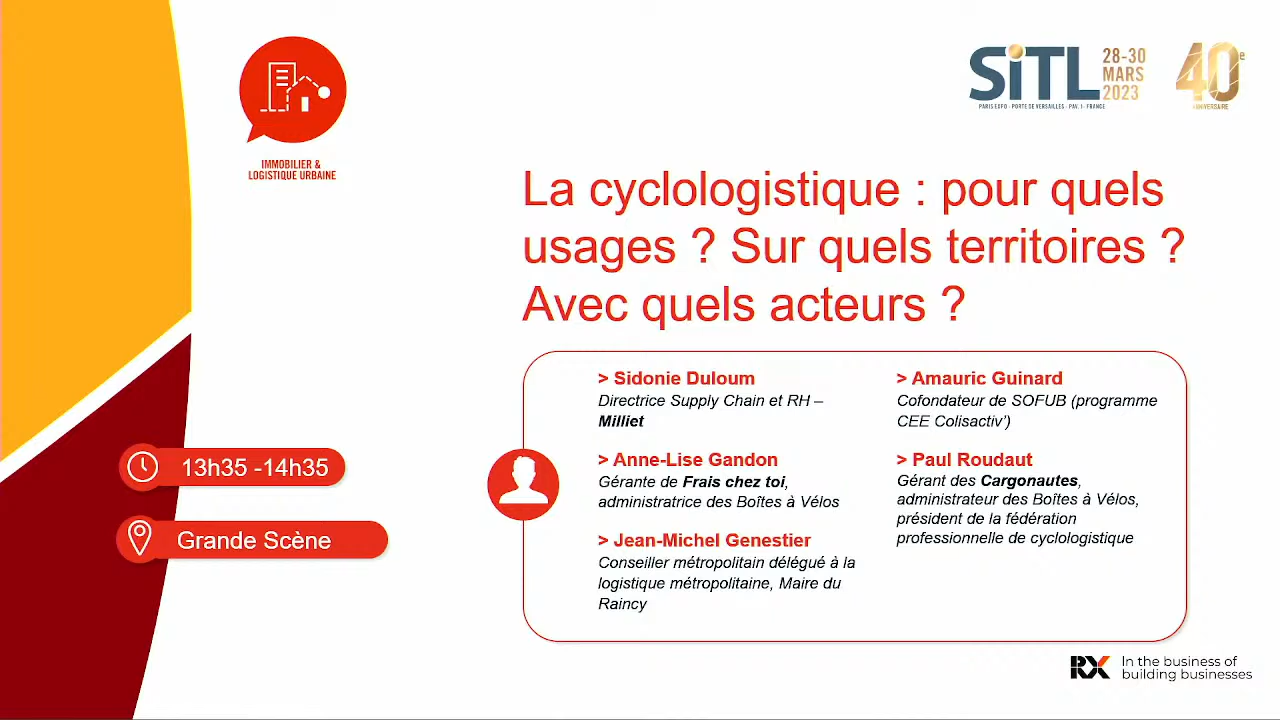 IMMOBILIER &
LOGISTIQUE URBAINE
SiTL
28-30
MARS
2023
PARIS EXPO - PORTE DE VERSAILLES - PAV. 1 - FRANCE
40e
ANNIVERSAIRE
La cyclologistique : pour quels
usages ? Sur quels territoires ?
Avec quels acteurs ?
13h35 -14h35
Grande Scène
> Sidonie Duloum
Directrice Supply Chain et RH –
Milliet
> Anne-Lise Gandon
Gérante de Frais chez toi,
administratrice des Boîtes à Vélos
> Jean-Michel Genestier
Conseiller métropolitain délégué à la
logistique métropolitaine, Maire du
Raincy
> Amauric Guinard
Cofondateur de SOFUB (programme
CEE Colisactiv')
> Paul Roudaut
Gérant des Cargonautes,
administrateur des Boîtes à Vélos,
président de la fédération
professionnelle de cyclologistique
RX
In the business of
building businesses